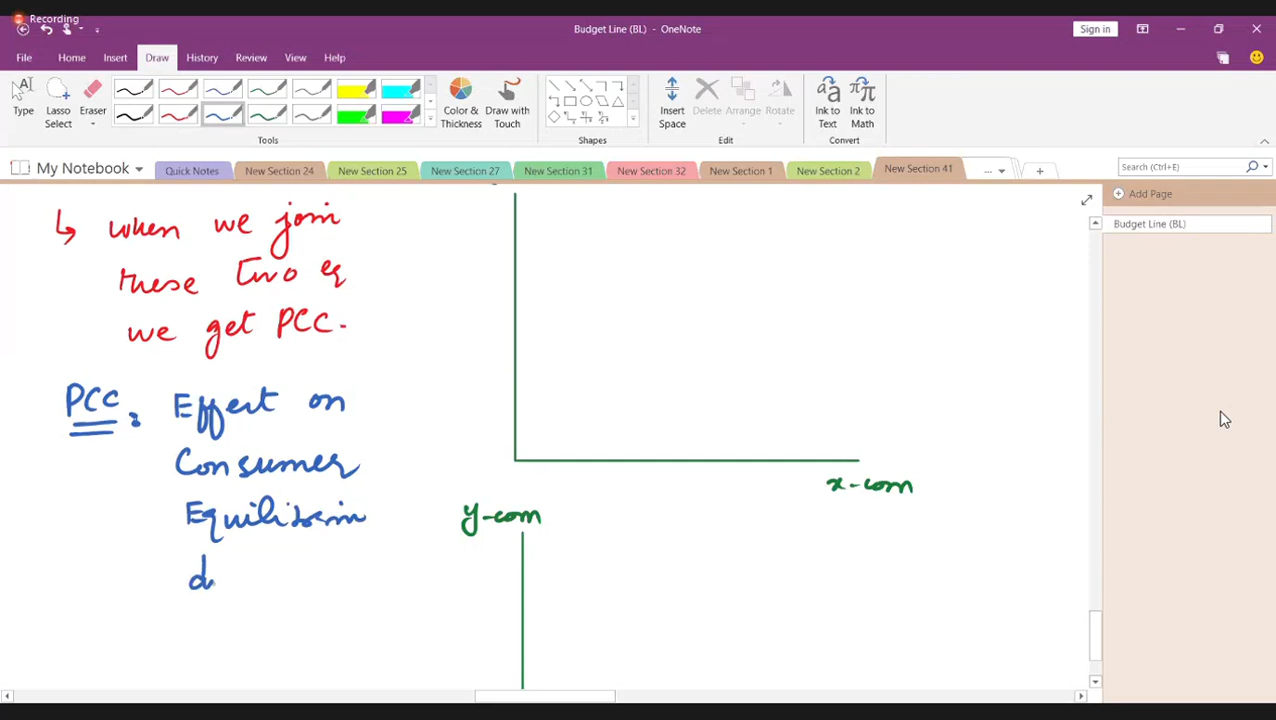 Recording
Budget Line (BL) - OneNote
Sign in
File Home Insert Draw History Review View Help
Type
Lasso Select
Eraser
Color & Thickness
Draw with Touch
Insert Space
Delete
Arrange
Rotate
Ink to Text
Ink to Math
Tools
Shapes
Edit
Convert
My Notebook
Quick Notes
New Section 24
New Section 25
New Section 27
New Section 31
New Section 32
New Section 1
New Section 2
New Section 41
...
Search (Ctrl+E)
Add Page
Budget Line (BL)
↳ when we join
these two eq
we get PCC.
PCC: Effect on
Consumer
d
x-com
y-com